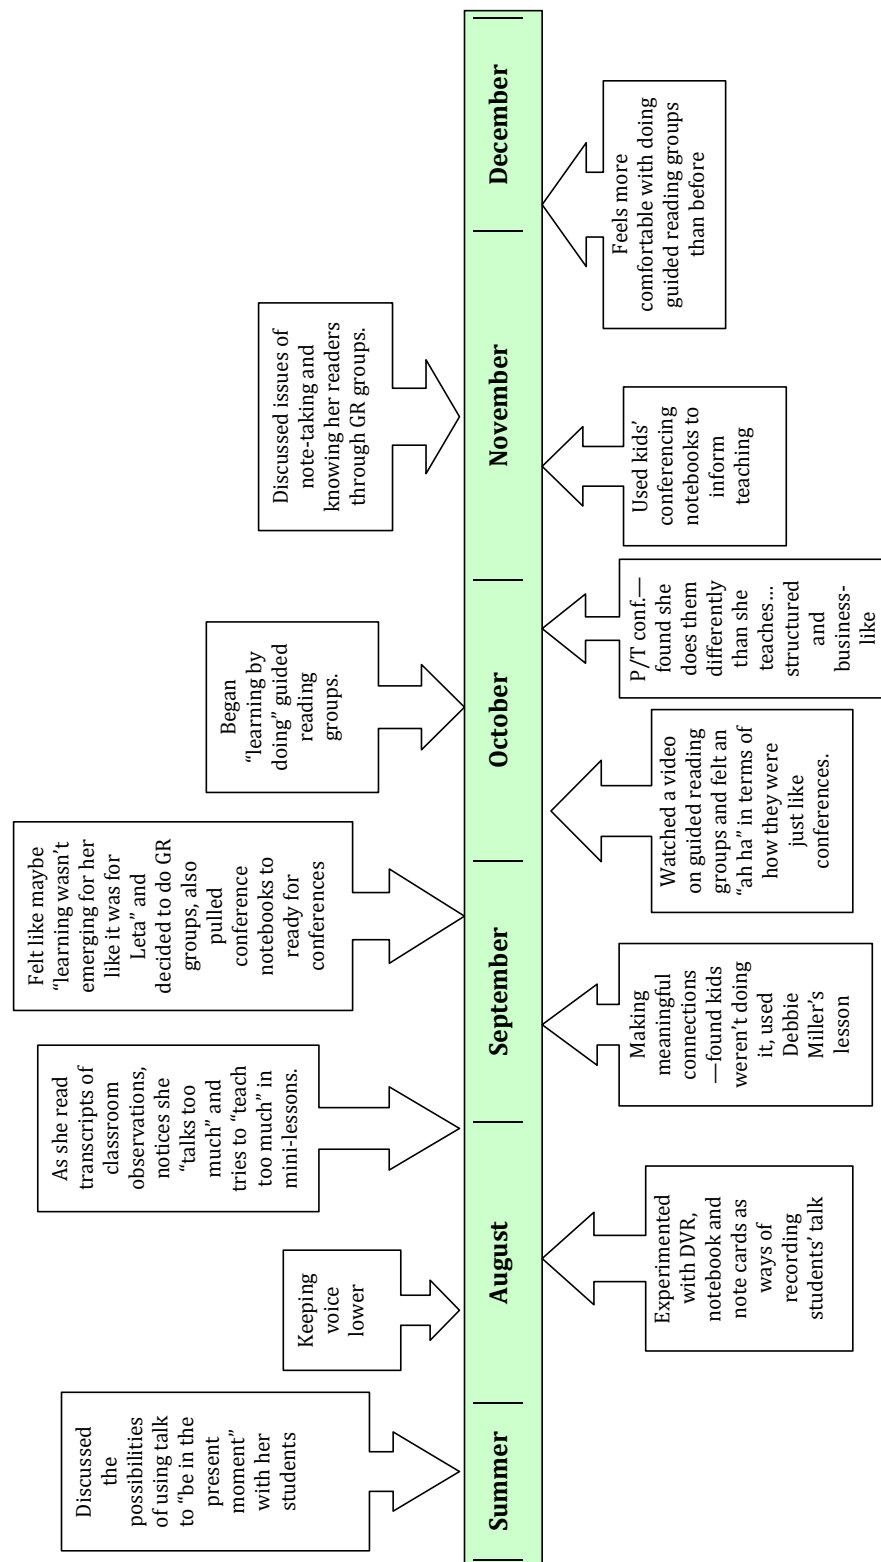 Discussed
the
possibilities
of using talk
to “be in the
present
moment”
with her
students
Keeping
voice
lower
As she read
transcripts of
classroom
observations,
notices she
“talks too
much” and
tries to “teach
too much” in
mini-lessons.
Felt like maybe
“learning wasn’t
emerging for her
like it was for
Leta” and
decided to do GR
groups, also
pulled
conference
notebooks to
ready for
conferences
Began
“learning by
doing” guided
reading
groups.
Discussed issues of
note-taking and
knowing her readers
through GR groups.
Summer
August
September
October
November
December
Experimented
with DVR,
notebook and
note cards as
ways of
recording
students’ talk
Making
meaningful
connections
—found kids
weren’t doing
it, used
Debbie
Miller’s
lesson
Watched a video
on guided reading
groups and felt an
“ah ha” in terms of
how they were
just like
conferences.
P/T conf.—
found she
does them
differently
than she
teaches…
structured
and
business-
like
Used kids’
conferencing
notebooks to
inform
teaching
Feels more
comfortable with doing
guided reading groups
than before